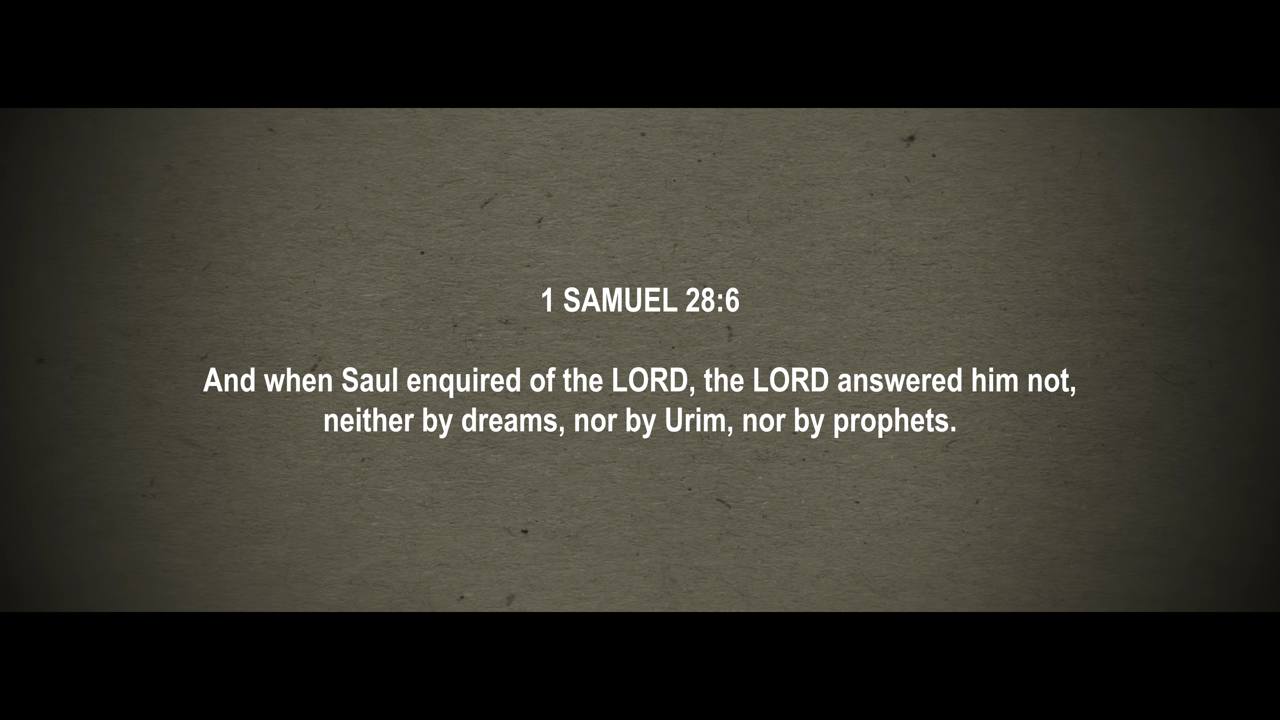 1 SAMUEL 28:6
And when Saul enquired of the LORD, the LORD answered him not,
neither by dreams, nor by Urim, nor by prophets.